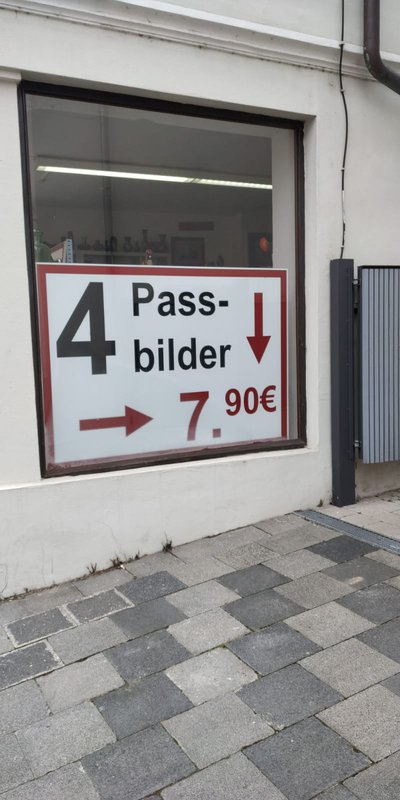 4 Pass-
bilder
7. 90€